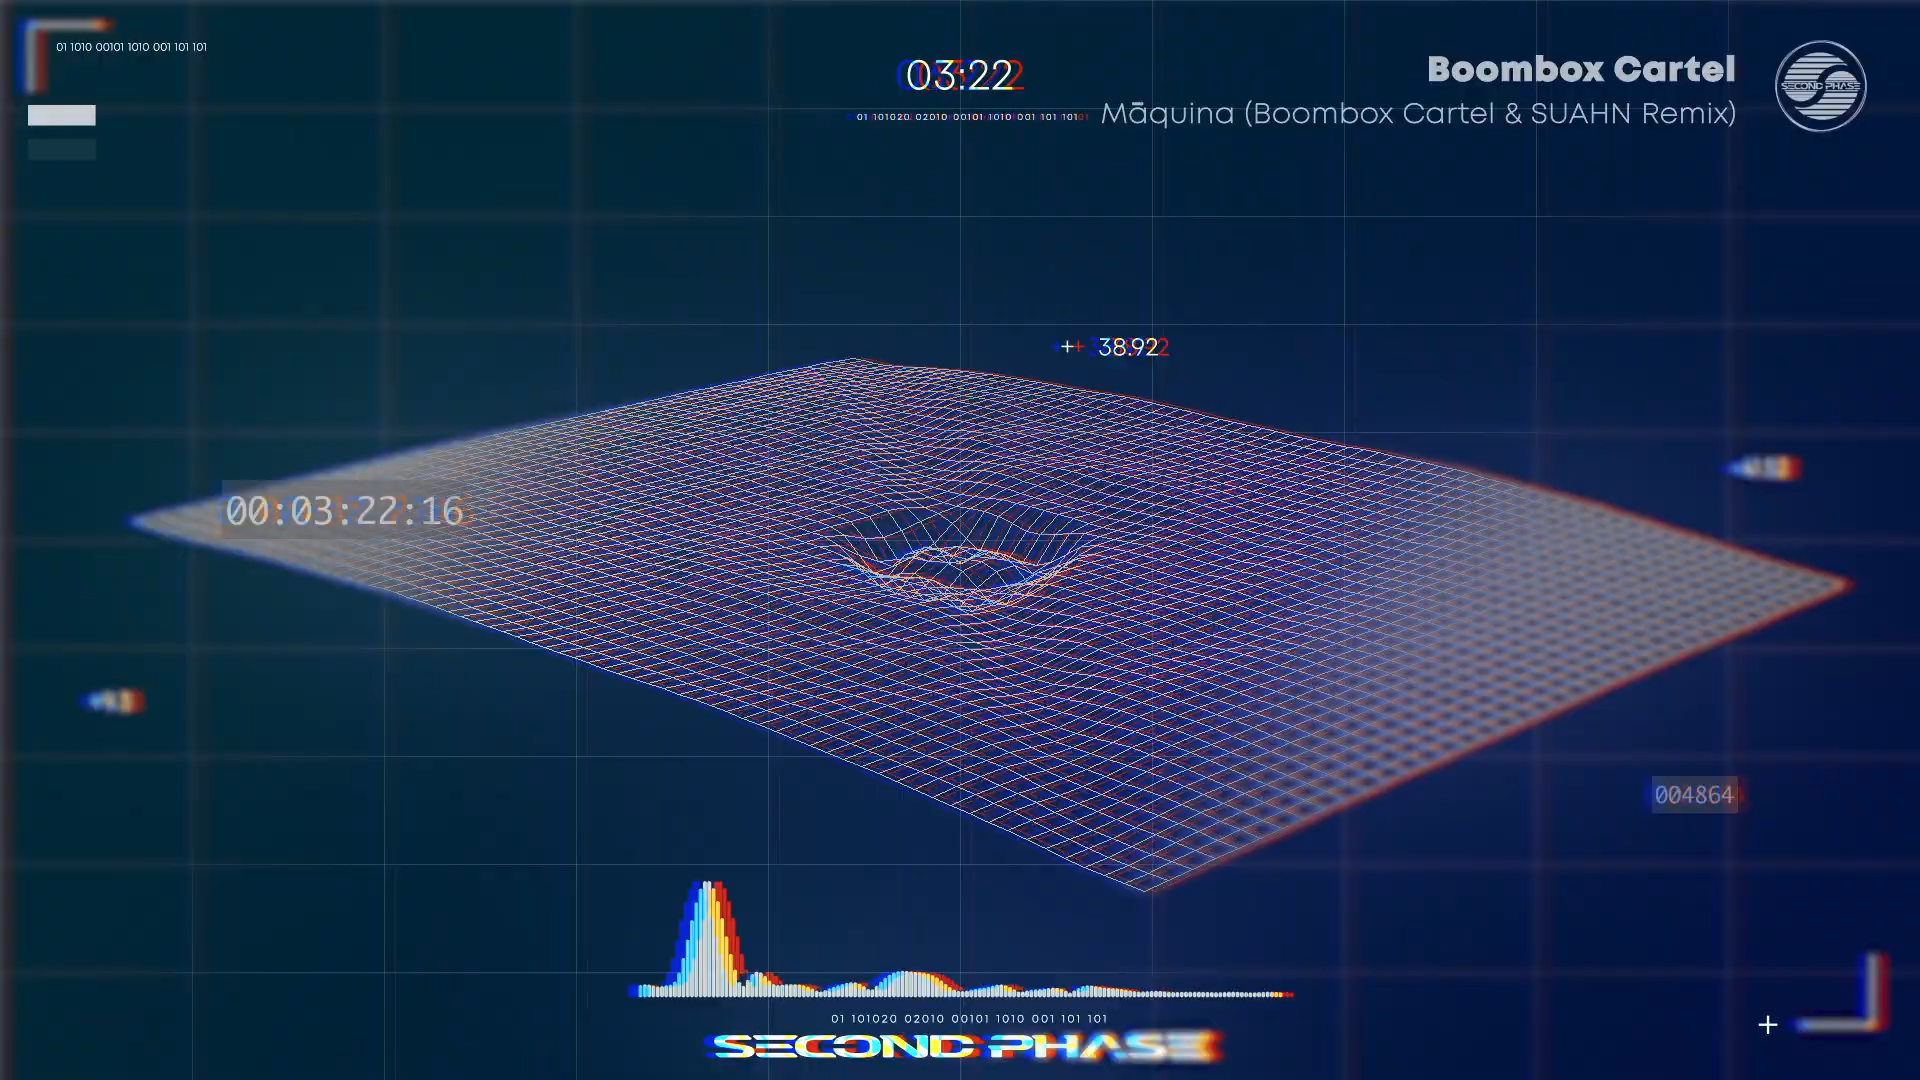 01 1010 00101 1010 001 101 101
03:22
01 101020 02010 00101 1010 001 101 101
Boombox Cartel
Māquina (Boombox Cartel & SUAHN Remix)
SECOND PHASE
+ 38.92
00:03:22:16
004864
01 101020 02010 00101 1010 001 101 101
SECOND PHASE
+